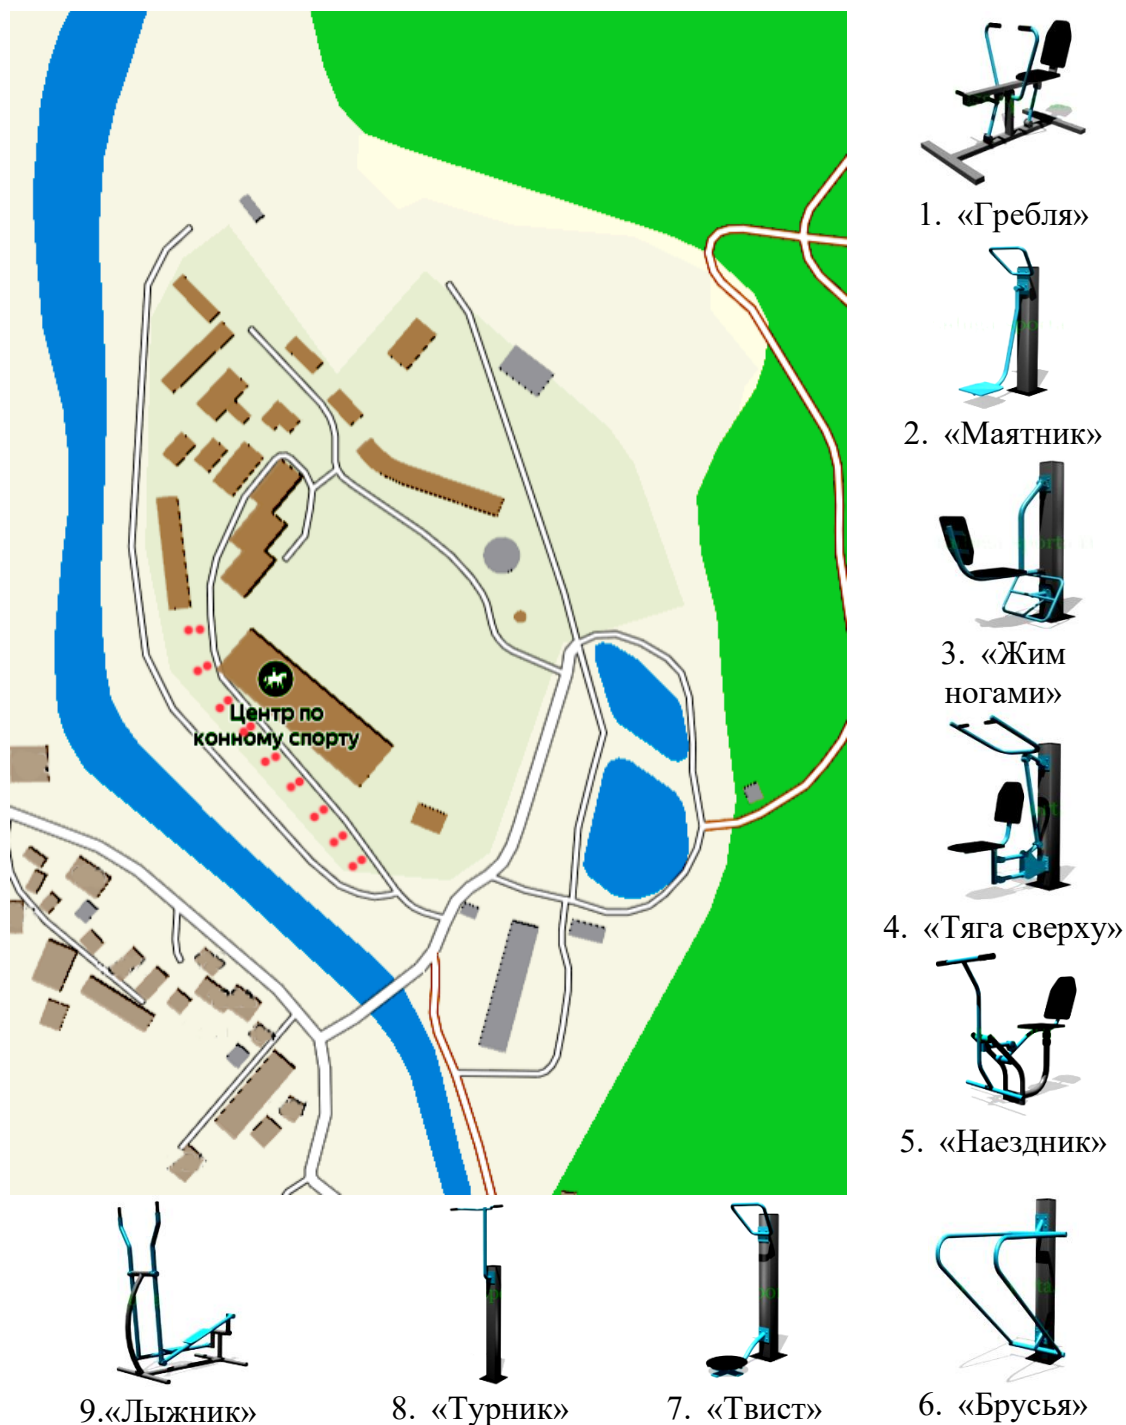 Центр по
конному спорту
1. «Гребля»
2. «Маятник»
3. «Жим
ногами»
4. «Тяга сверху»
5. «Наездник»
9.«Лыжник»
8. «Турник»
7. «Твист»
6. «Брусья»